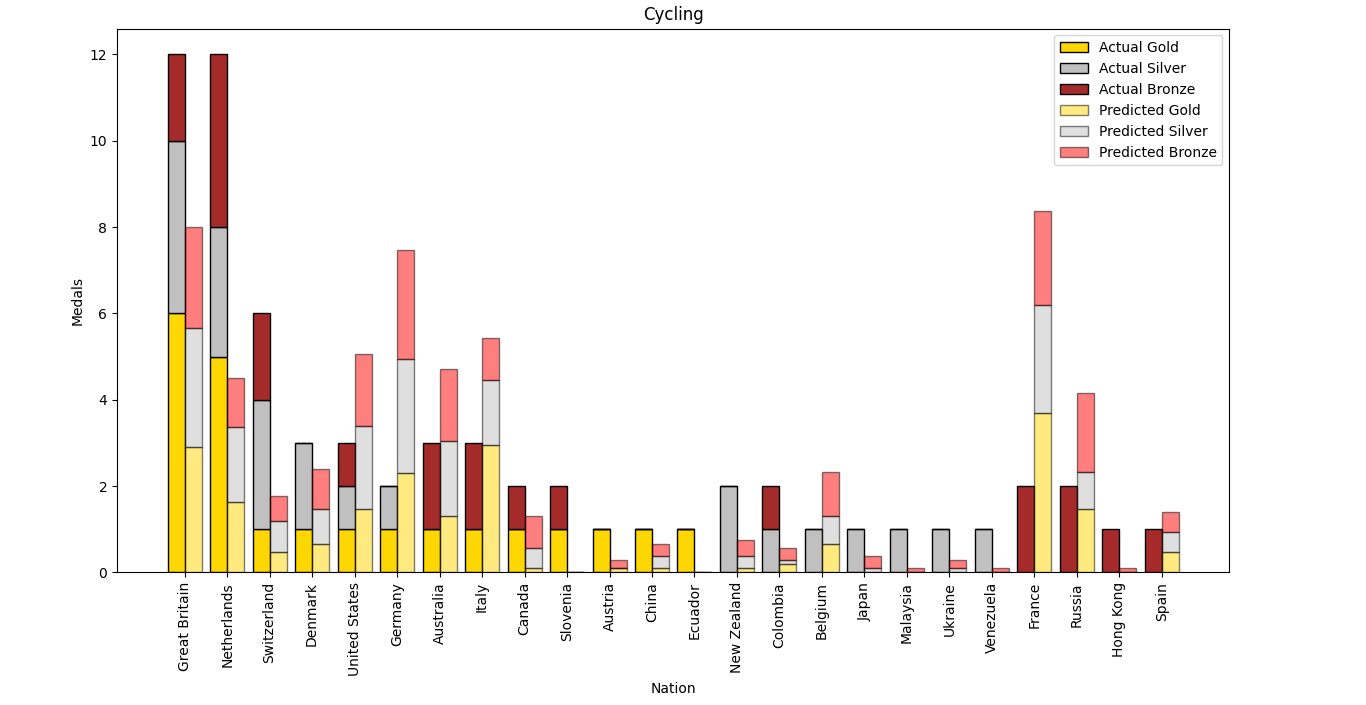 Cycling
Actual Gold
Actual Silver
Actual Bronze
Predicted Gold
Predicted Silver
Predicted Bronze
Medals
12
10
8
6
4
2
0
Great Britain
Netherlands
Switzerland
Denmark
United States
Germany
Australia
Italy
Canada
Slovenia
Austria
China
Ecuador
New Zealand
Colombia
Belgium
Japan
Malaysia
Ukraine
Venezuela
France
Russia
Hong Kong
Spain
Nation